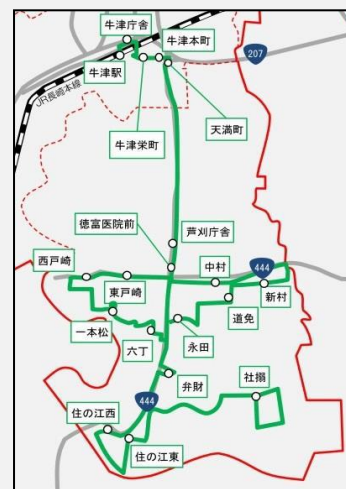 牛津庁舎
牛津本町
207
牛津駅
JR長崎本線
牛津栄町
天満町
徳富医院前
芦刈庁舎
西戸崎
中村
444
東戸崎
新村
道免
一本松
六丁
永田
弁財
社搦
444
住の江西
住の江東